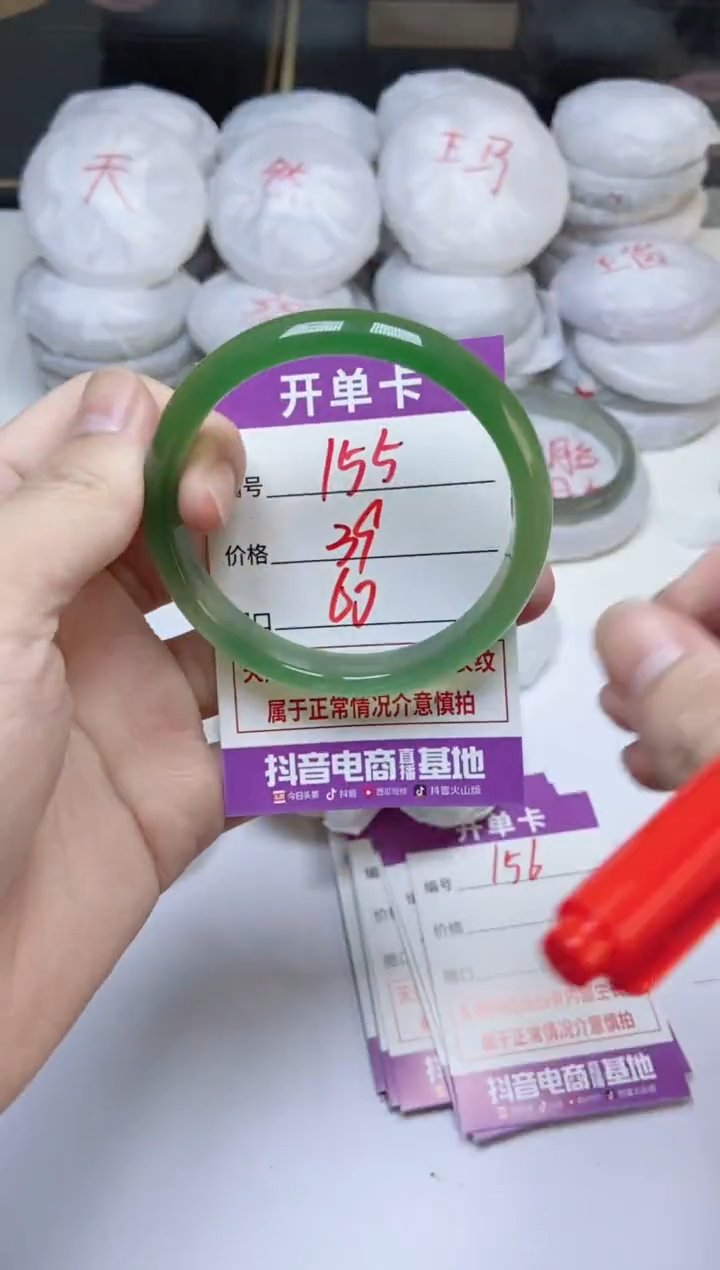 天
然
玛
开单卡
号 155
价格 39
口 60
纹
属于正常情况介意慎拍
抖音电商直播基地
今日头条 抖音 西瓜视频 抖音火山版
开单卡
编号 156
价格
圈口
属于正常情况介意慎拍
抖音电商直播基地